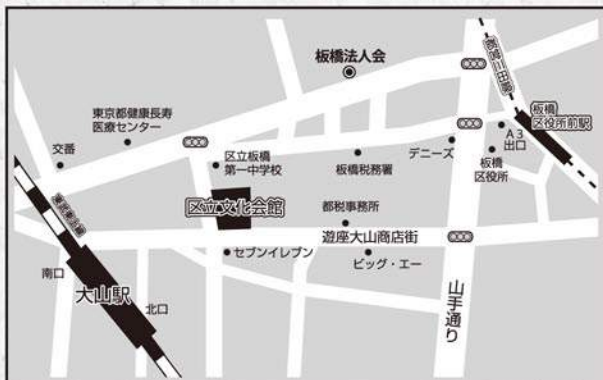 板橋法人会
都営三田線
東京都健康長寿
医療センター
板橋
区役所前駅
交番
A3
出口
区立板橋
第一中学校
板橋税務署
デニーズ
板橋
区役所
区立文化会館
都税事務所
東武東上線
遊座大山商店街
セブンイレブン
ビッグ・エー
南口
大山駅
北口
山手通り